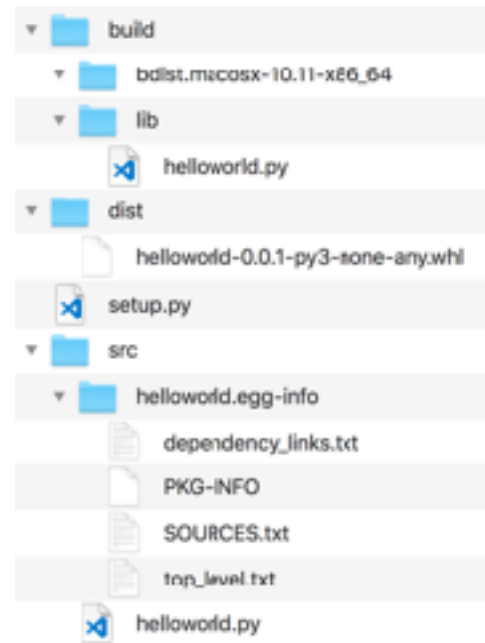 build
bdist.macosx-10.11-x86_64
lib
helloworld.py
dist
helloworld-0.0.1-py3-none-any.whl
setup.py
src
helloworld.egg-info
dependency_links.txt
PKG-INFO
SOURCES.txt
top_level.txt
helloworld.py